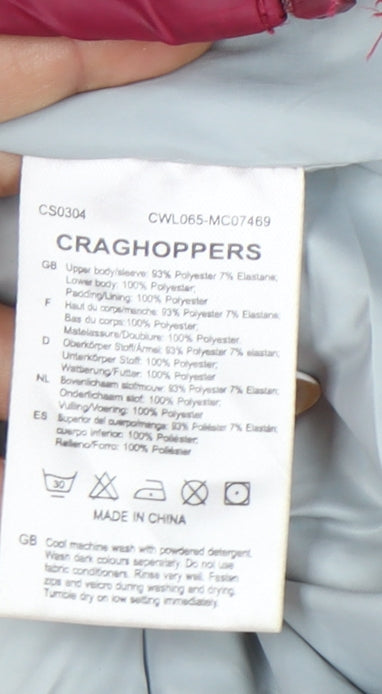 CS0304 CWL065-MC07469
CRAGHOPPERS
GB Upper body/sleeve: 93% Polyester 7% Elastane;
Lower body: 100% Polyester;
Padding/Lining: 100% Polyester
F Haut du corps/manche: 93% Polyester 7% Elastane;
Bas du corps: 100% Polyester;
Matelassure/Doublure: 100% Polyester.
D Oberkörper Stoff/Ärmel: 93% Polyester 7% elastan;
Unterkörper Stoff: 100% Polyester;
Wattierung/Futter: 100% Polyester
NL Bovenlichaam stof/mouw: 93% Polyester 7% Elastan;
Onderlichaam stof: 100% Polyester;
Vulling/Voering: 100% Polyester
ES Superior del cuerpo/manga: 93% Poliéster 7% Elastán;
cuerpo inferior: 100% Poliéster;
Relleno/Forro: 100% Poliéster
30
MADE IN CHINA
GB Cool machine wash with powdered detergent.
Wash dark colours seperately. Do not use
fabric conditioners. Rinse very well. Fasten
zips and velcro during washing and drying.
Tumble dry on low setting immediately.